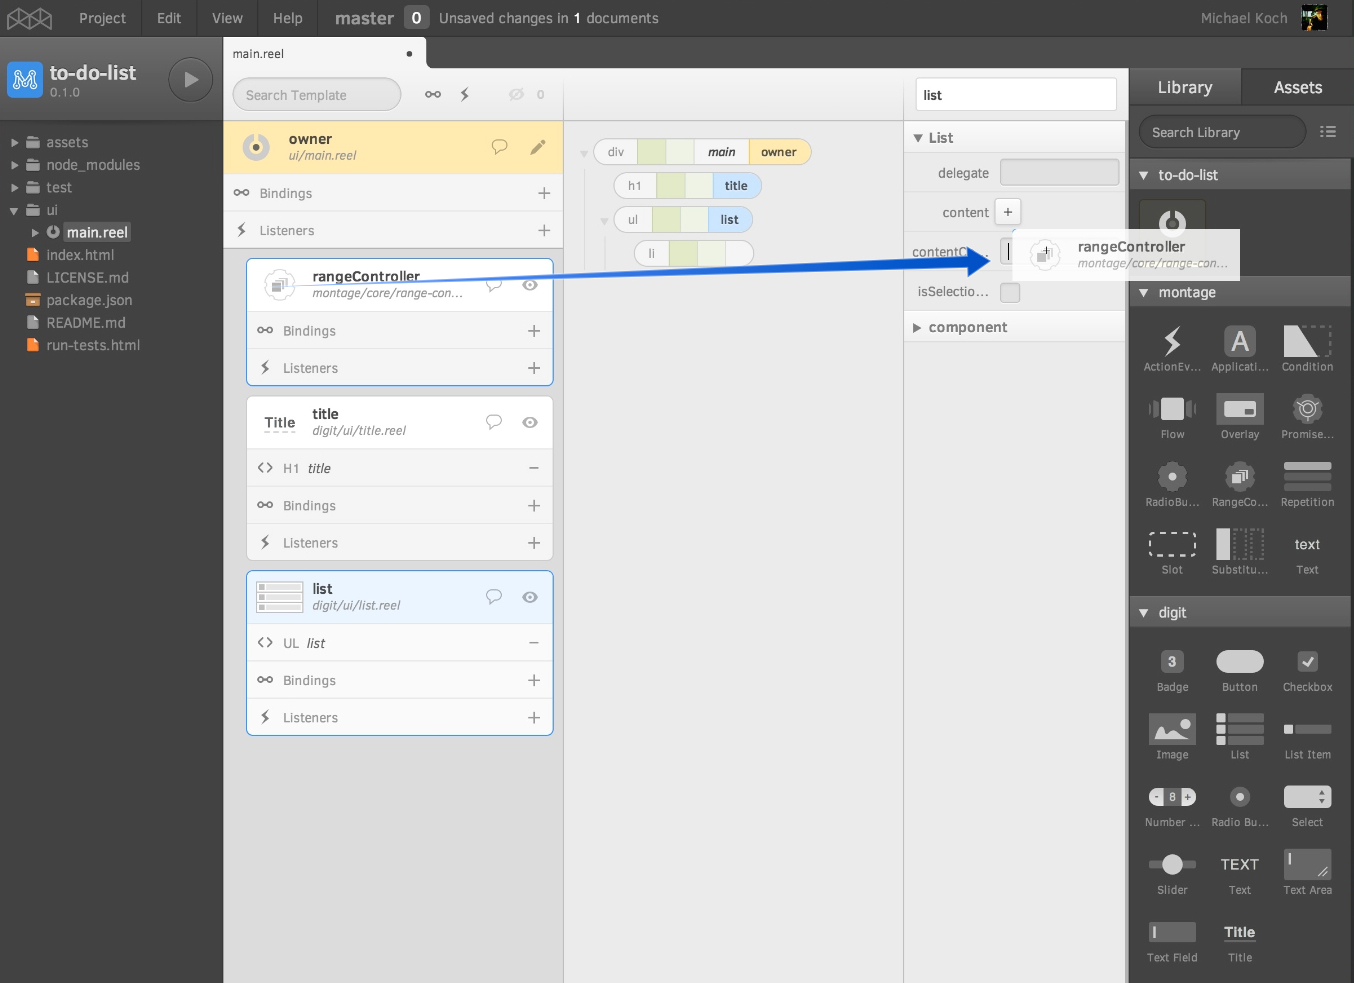 Project
Edit
View
Help
master 0 Unsaved changes in 1 documents
Michael Koch
to-do-list
0.1.0
assets
node_modules
test
ui
main.reel
index.html
LICENSE.md
package.json
README.md
run-tests.html
main.reel
Search Template
0
owner
ui/main.reel
Bindings
Listeners
rangeController
montage/core/range-con...
Bindings
Listeners
Title
title
digit/ui/title.reel
H1 title
Bindings
Listeners
list
digit/ui/list.reel
UL list
Bindings
Listeners
div main owner
h1 title
ul list
li
list
List
delegate
content +
isSelectio...
component
rangeController
montage/core/range-con...
Library
Assets
Search Library
to-do-list
montage
ActionEv...
A
Applicati...
Condition
Flow
Overlay
Promise...
RadioBu...
RangeCo...
Repetition
Slot
Substitu...
text
Text
digit
3
Badge
Button
Checkbox
Image
List
List Item
- 8 +
Number ...
Radio Bu...
Select
Slider
TEXT
Text
Text Area
Text Field
Title
Title